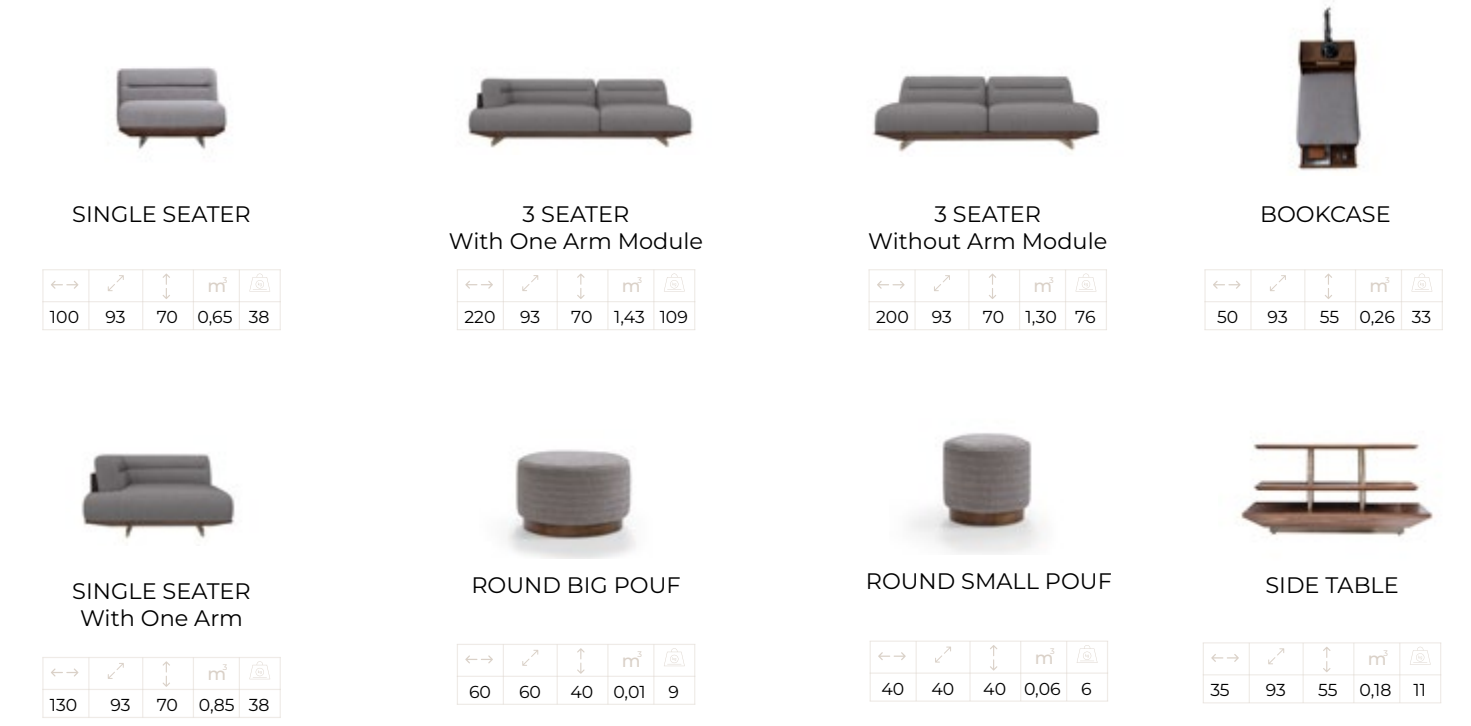 SINGLE SEATER
m³
100 93 70 0,65 38
3 SEATER
With One Arm Module
m³
220 93 70 1,43 109
3 SEATER
Without Arm Module
m³
200 93 70 1,30 76
BOOKCASE
m³
50 93 55 0,26 33
SINGLE SEATER
With One Arm
m³
130 93 70 0,85 38
ROUND BIG POUF
m³
60 60 40 0,01 9
ROUND SMALL POUF
m³
40 40 40 0,06 6
SIDE TABLE
m³
35 93 55 0,18 11